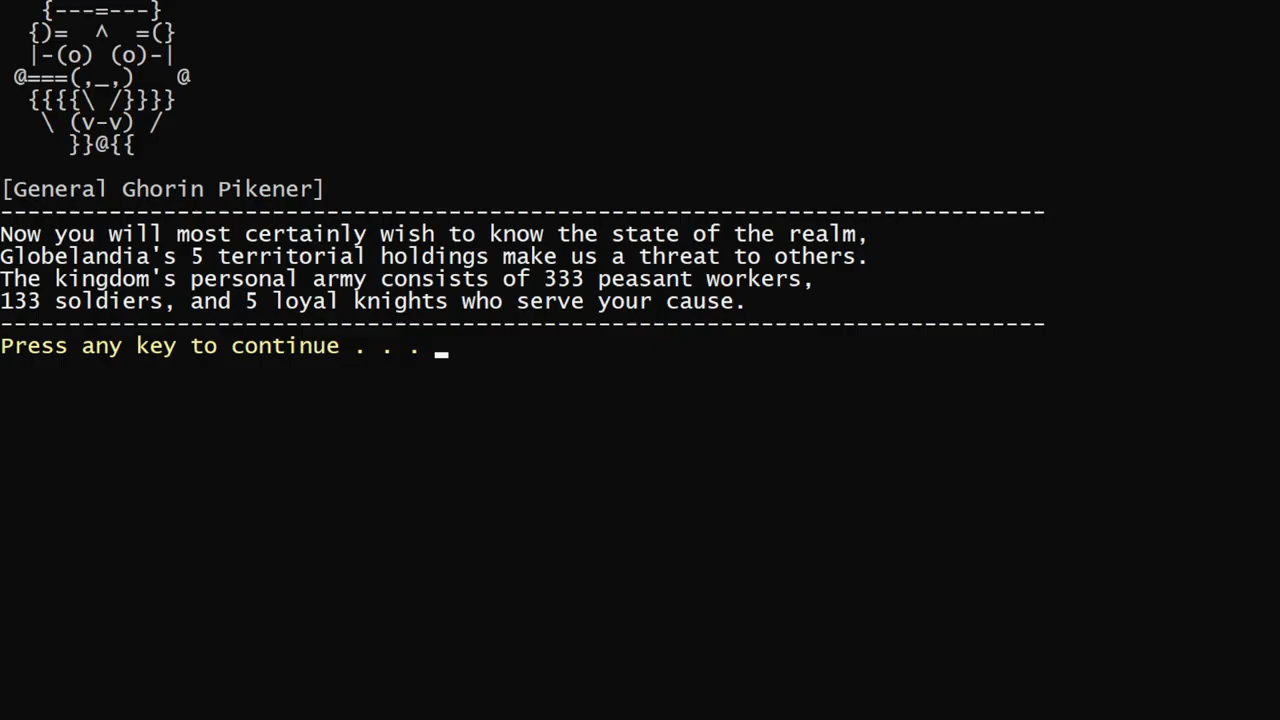 {---=---}
  {)=  ^  =(}
  |-(o) (o)-|
 @===(,_,)   @
  {{{{\ /}}}}
   \ (v-v) /
     }}@{{
[General Ghorin Pikener]
-----------------------------------------------------------------------------
Now you will most certainly wish to know the state of the realm,
Globelandia's 5 territorial holdings make us a threat to others.
The kingdom's personal army consists of 333 peasant workers,
133 soldiers, and 5 loyal knights who serve your cause.
-----------------------------------------------------------------------------
Press any key to continue . . . _